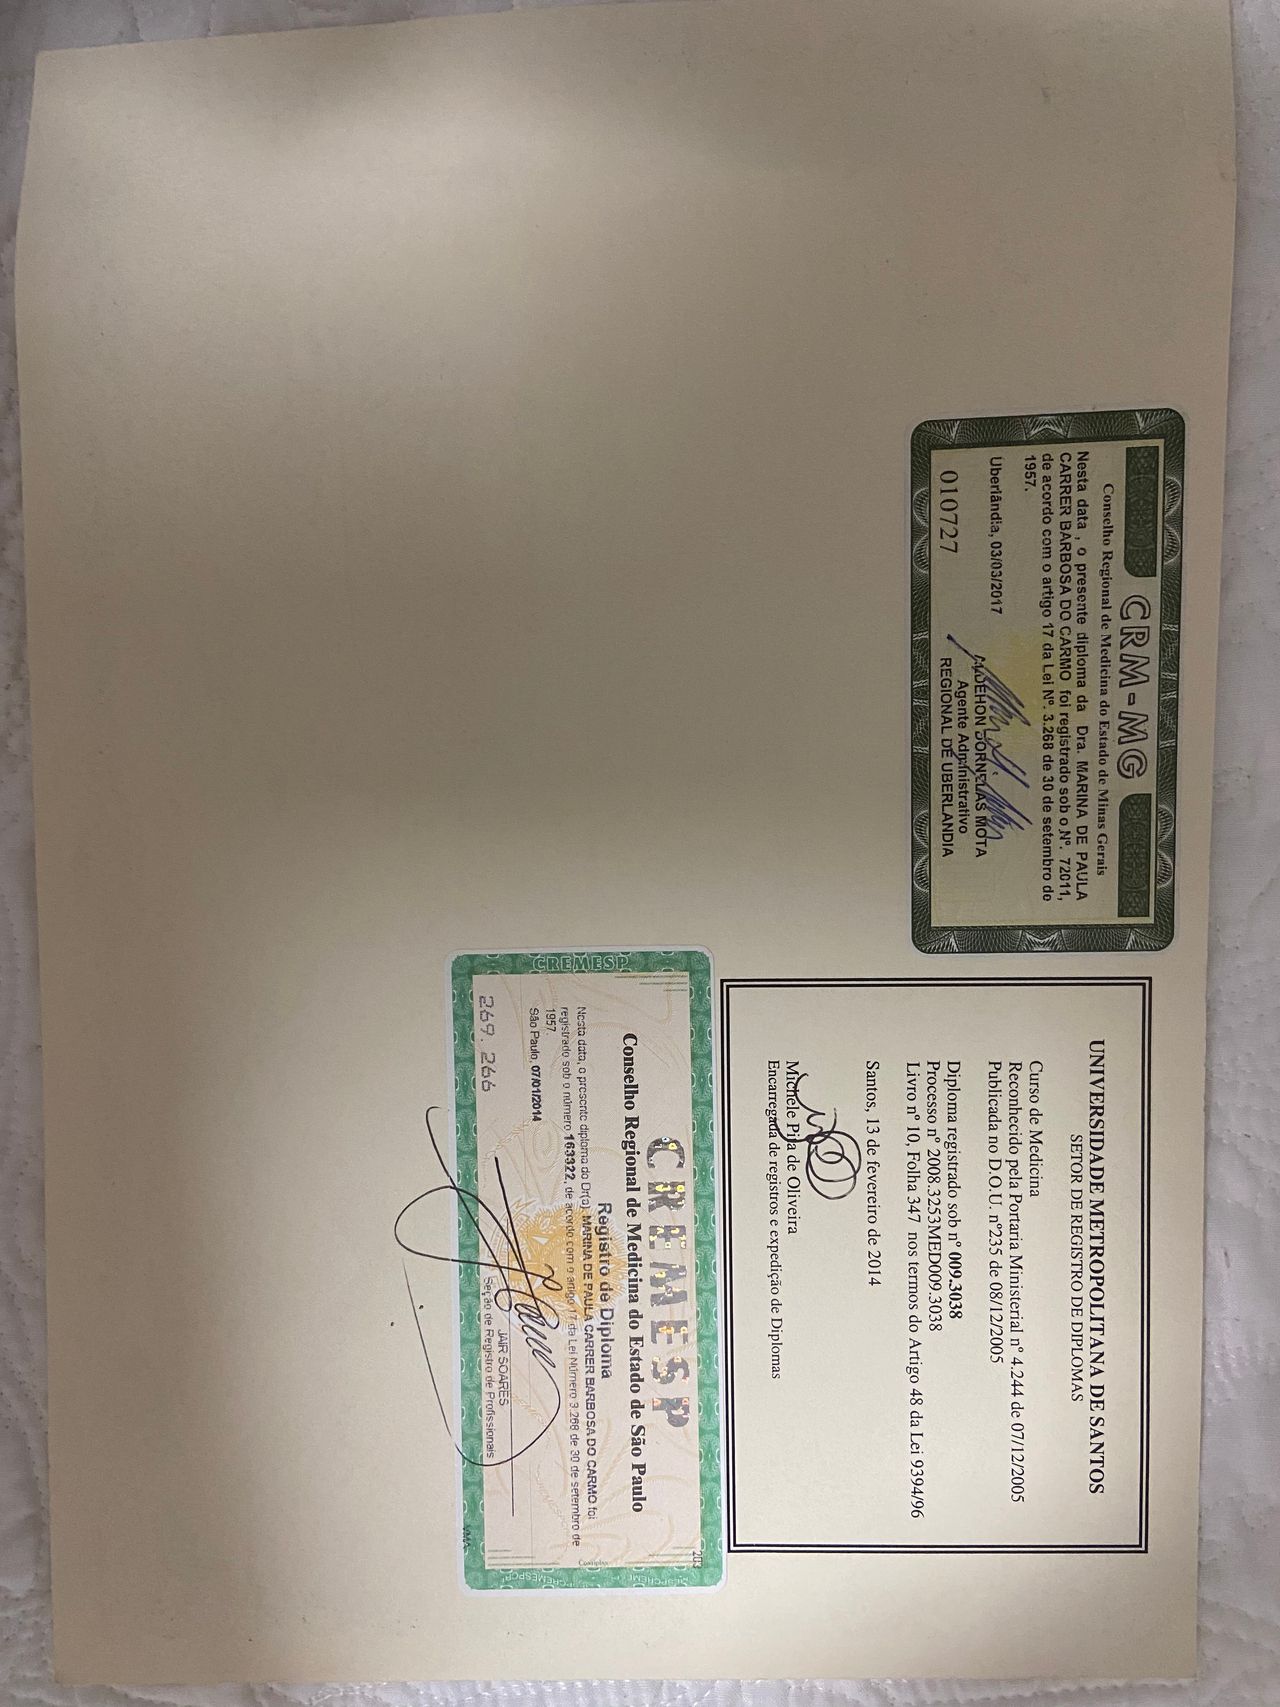 CRM-MG
Conselho Regional de Medicina do Estado de Minas Gerais
Nesta data , o presente diploma da Dra. MARINA DE PAULA
CARRER BARBOSA DO CARMO foi registrado sob o Nº. 72011,
de acordo com o artigo 17 da Lei Nº. 3.268 de 30 de setembro de
1957.
Uberlândia, 03/03/2017
DORNELAS MOTA
Agente Administrativo
010727
REGIONAL DE UBERLANDIA
UNIVERSIDADE METROPOLITANA DE SANTOS
SETOR DE REGISTRO DE DIPLOMAS
Curso de Medicina
Reconhecido pela Portaria Ministerial nº 4.244 de 07/12/2005
Publicada no D.O.U. nº235 de 08/12/2005
Diploma registrado sob nº 009.3038
Processo nº 2008.3253MED009.3038
Livro nº 10, Folha 347 nos termos do Artigo 48 da Lei 9394/96
Santos, 13 de fevereiro de 2014
Michele de Oliveira
Encarregada de registros e expedição de Diplomas
CREMESP
CREMESP
Conselho Regional de Medicina do Estado de São Paulo
Registro de Diploma
Nesta data, o presente diploma do Dr(a). MARINA DE PAULA CARRER BARBOSA DO CARMO foi
registrado sob o número 163322, de acordo com o artigo 17 da Lei Número 3.268 de 30 de setembro de
1957.
São Paulo, 07/01/2014
JAIR SOARES
Seção de Registro de Profissionais
269. 266